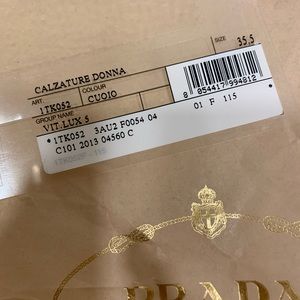 CALZATURE DONNA
SIZE 35.5
ART. 1TK052
COLOUR CUOIO
GROUP NAME
VIT.LUX 5
8 854417 994812
01 F 115
1TK052 3AU2 F0054 04
C101 2013 04560 C
PRADA